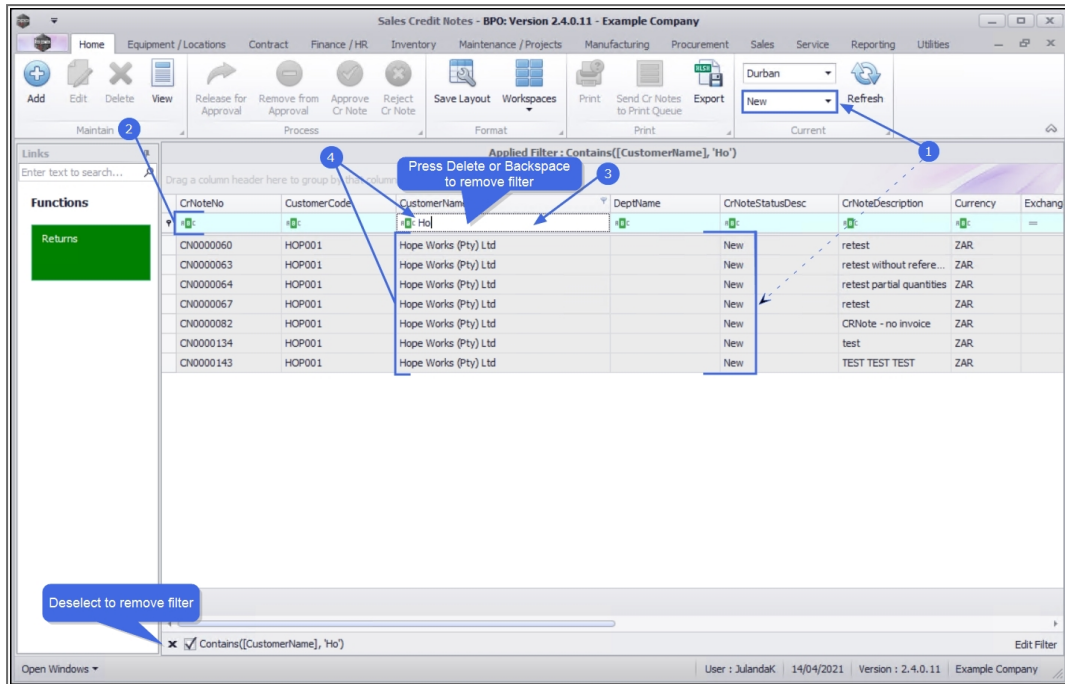 Sales Credit Notes - BPO: Version 2.4.0.11 - Example Company
Home Equipment / Locations Contract Finance / HR Inventory Maintenance / Projects Manufacturing Procurement Sales Service Reporting Utilities
Add Edit Delete View Release for Approval Remove from Approval Approve Cr Note Reject Cr Note Save Layout Workspaces Print Send Cr Notes to Print Queue Export Durban New Refresh
Maintain Process Format Print Current
2
1
Links
Applied Filter : Contains([CustomerName], 'Ho')
Enter text to search...
4
Press Delete or Backspace
to remove filter
3
Drag a column header here to group by that column
Functions
CrNoteNo CustomerCode CustomerName DeptName CrNoteStatusDesc CrNoteDescription Currency Exchang
Ho =
Returns
CN0000060 HOP001 Hope Works (Pty) Ltd New retest ZAR
CN0000063 HOP001 Hope Works (Pty) Ltd New retest without refere... ZAR
CN0000064 HOP001 Hope Works (Pty) Ltd New retest partial quantities ZAR
CN0000067 HOP001 Hope Works (Pty) Ltd New retest ZAR
CN0000082 HOP001 Hope Works (Pty) Ltd New CRNote - no invoice ZAR
CN0000134 HOP001 Hope Works (Pty) Ltd New test ZAR
CN0000143 HOP001 Hope Works (Pty) Ltd New TEST TEST TEST ZAR
Deselect to remove filter
Contains([CustomerName], 'Ho') Edit Filter
Open Windows User : JulandaK 14/04/2021 Version : 2.4.0.11 Example Company